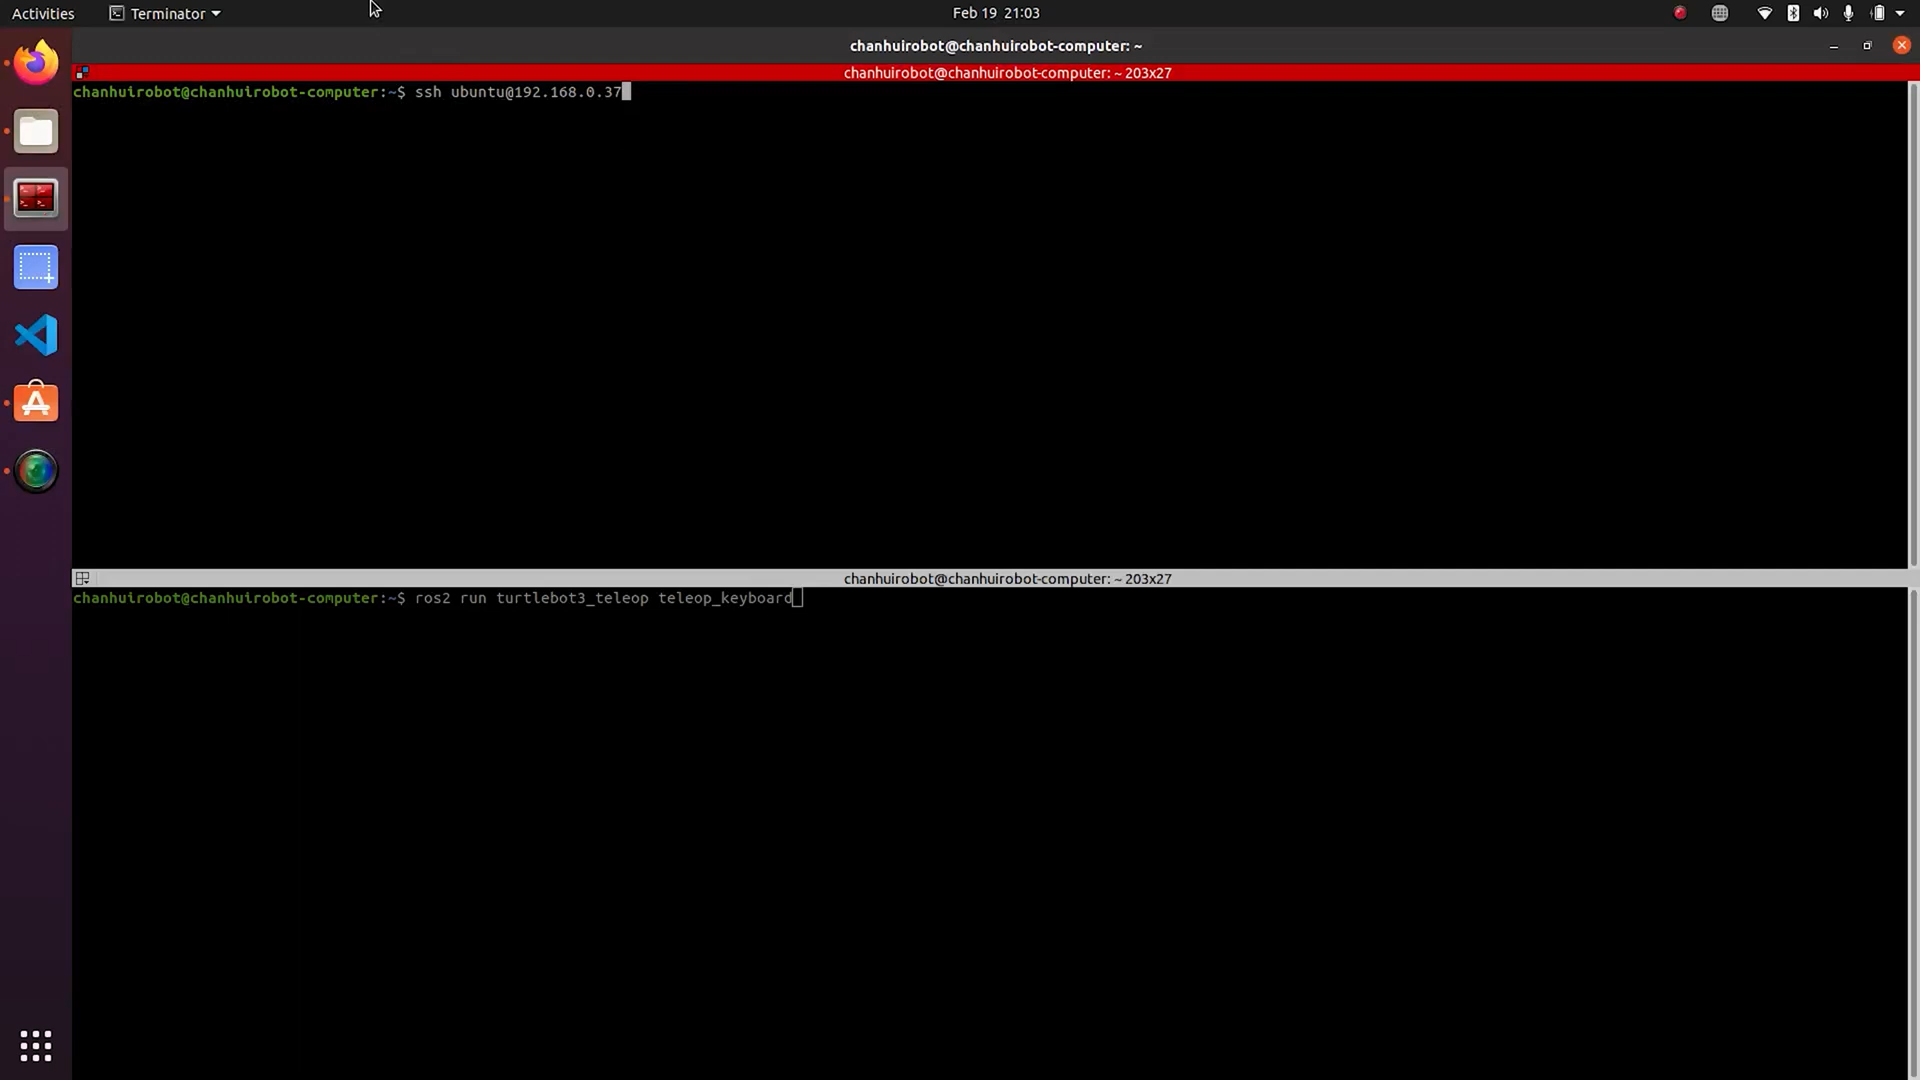 Activities Terminator Feb 19 21:03
chanhuirobot@chanhuirobot-computer: ~
chanhuirobot@chanhuirobot-computer: ~ 203x27
chanhuirobot@chanhuirobot-computer:~$ ssh ubuntu@192.168.0.37
chanhuirobot@chanhuirobot-computer: ~ 203x27
chanhuirobot@chanhuirobot-computer:~$ ros2 run turtlebot3_teleop teleop_keyboard